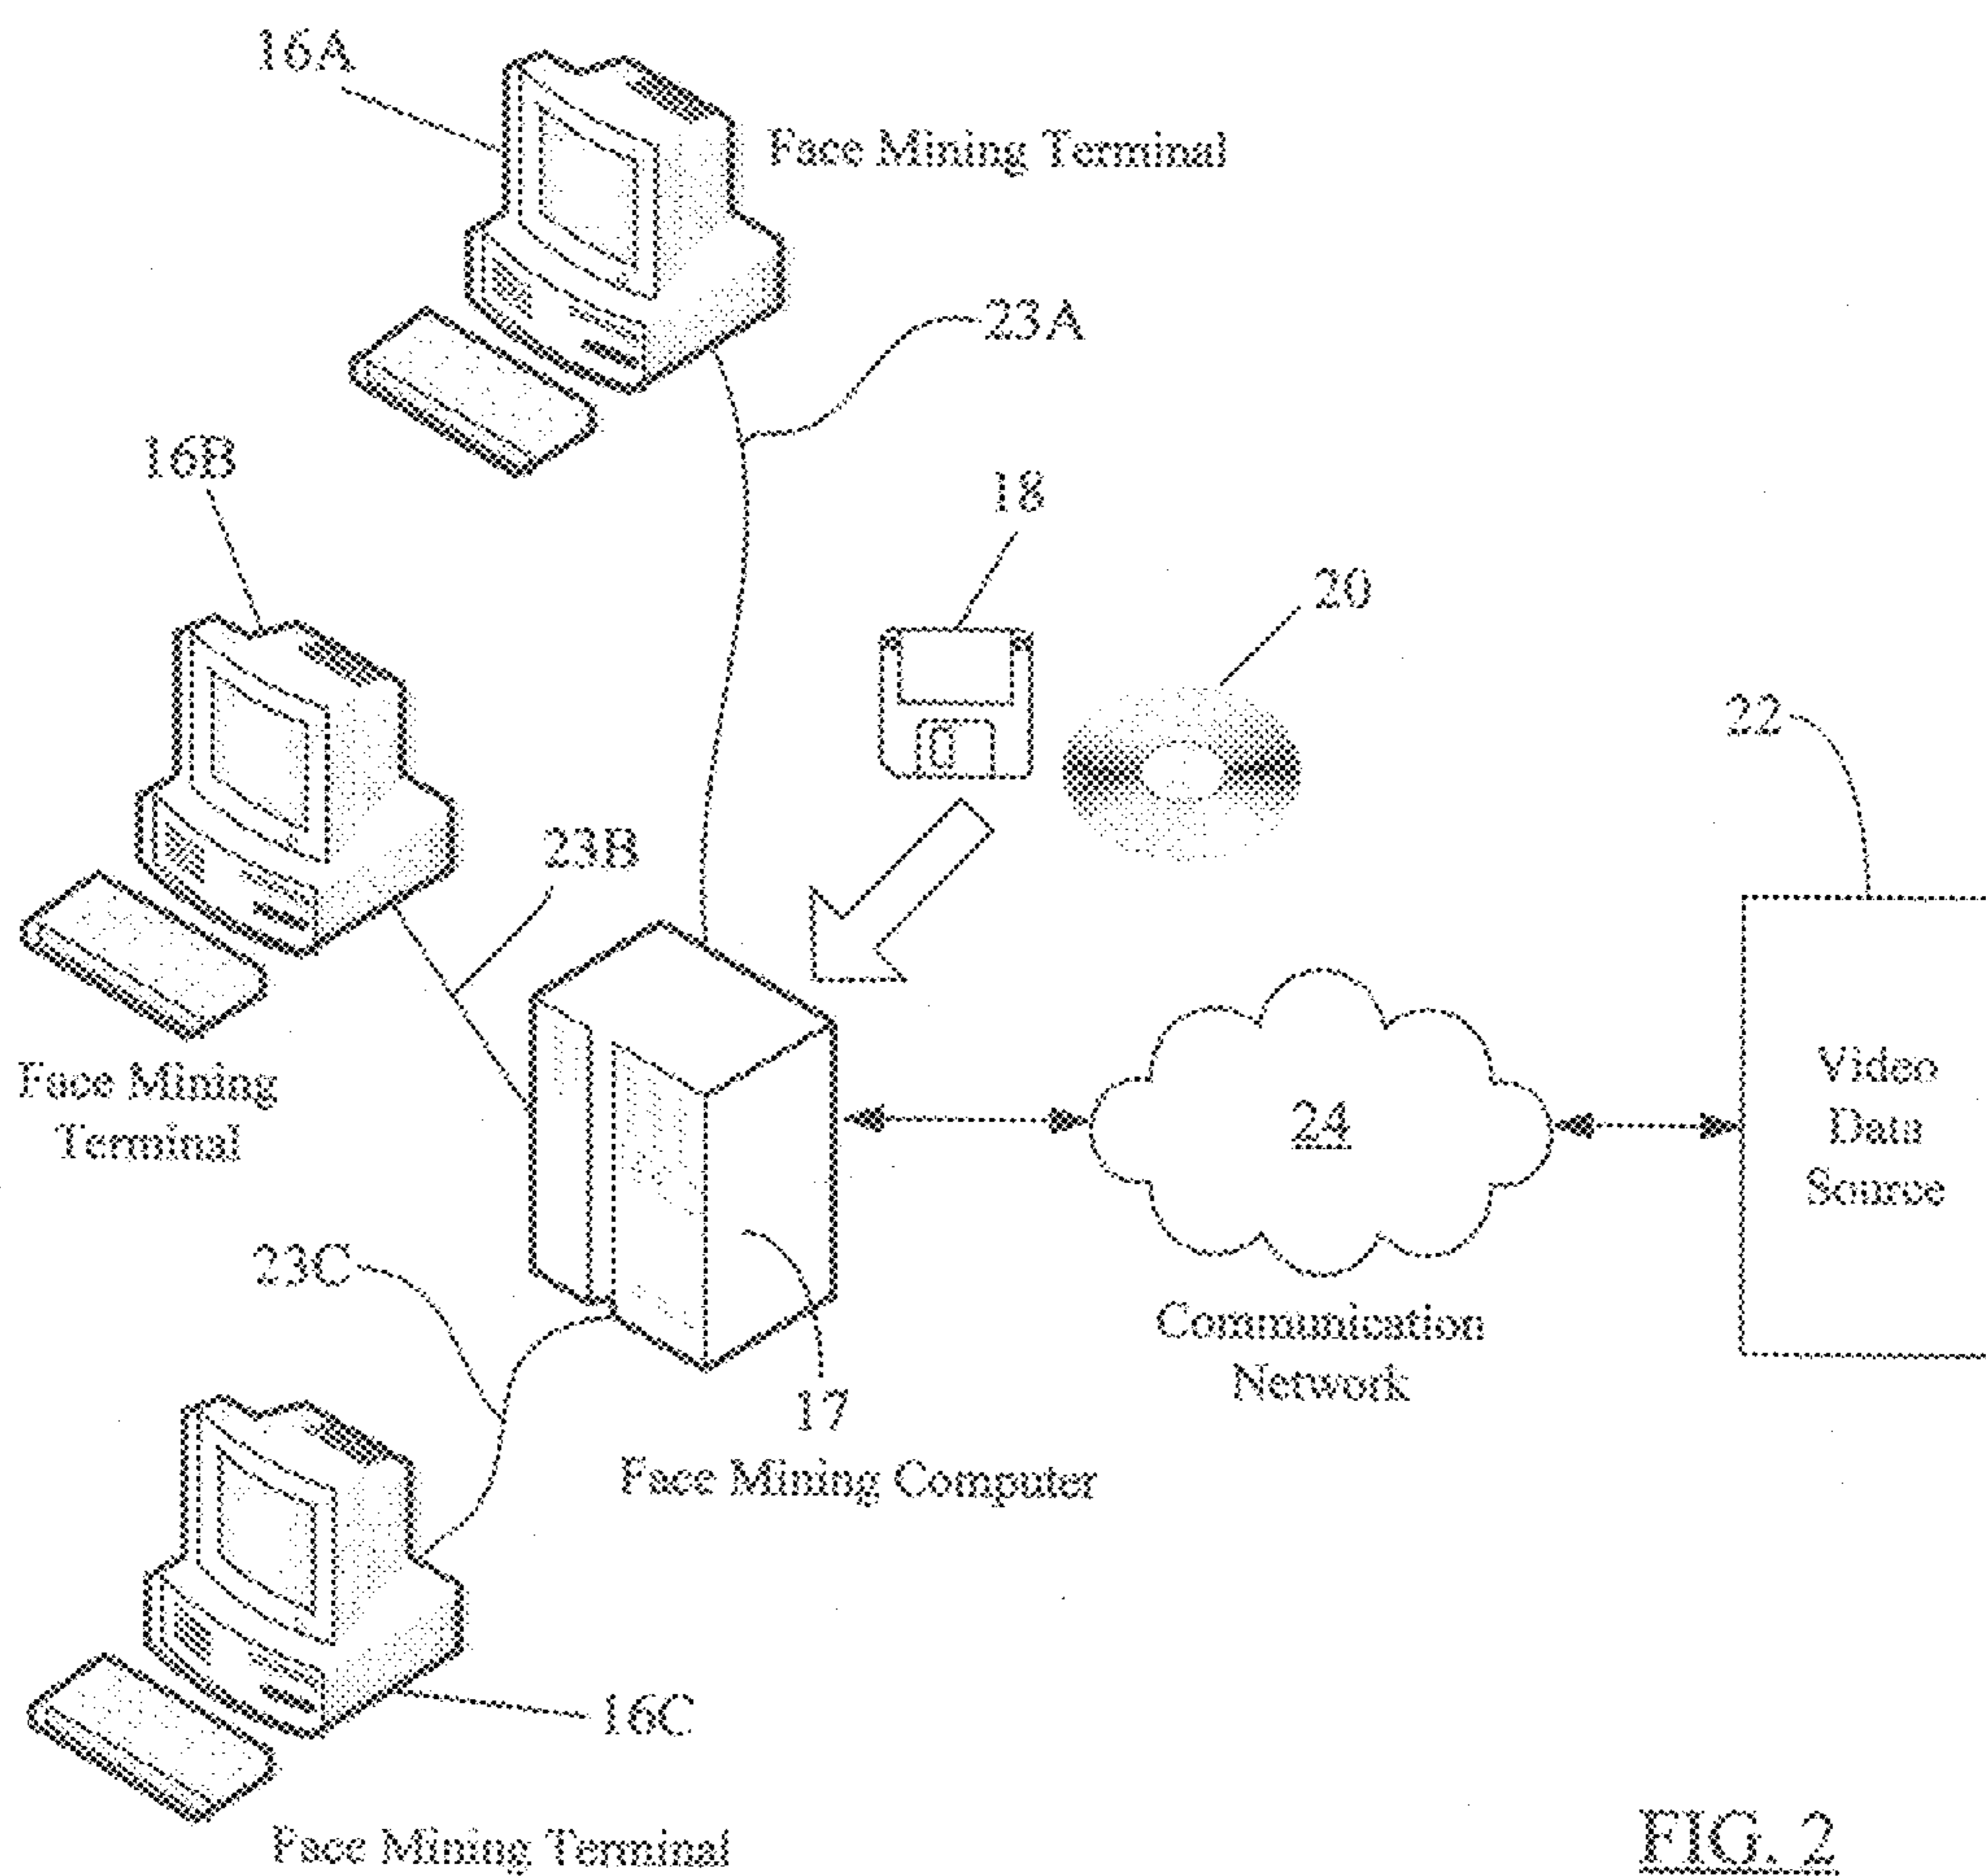 16A
Face Mining Terminal
23A
16B
18
20
22
23B
Face Mining
Terminal
24
Video
Data
Source
23C
Communication
Network
17
Face Mining Computer
16C
Face Mining Terminal
FIG. 2